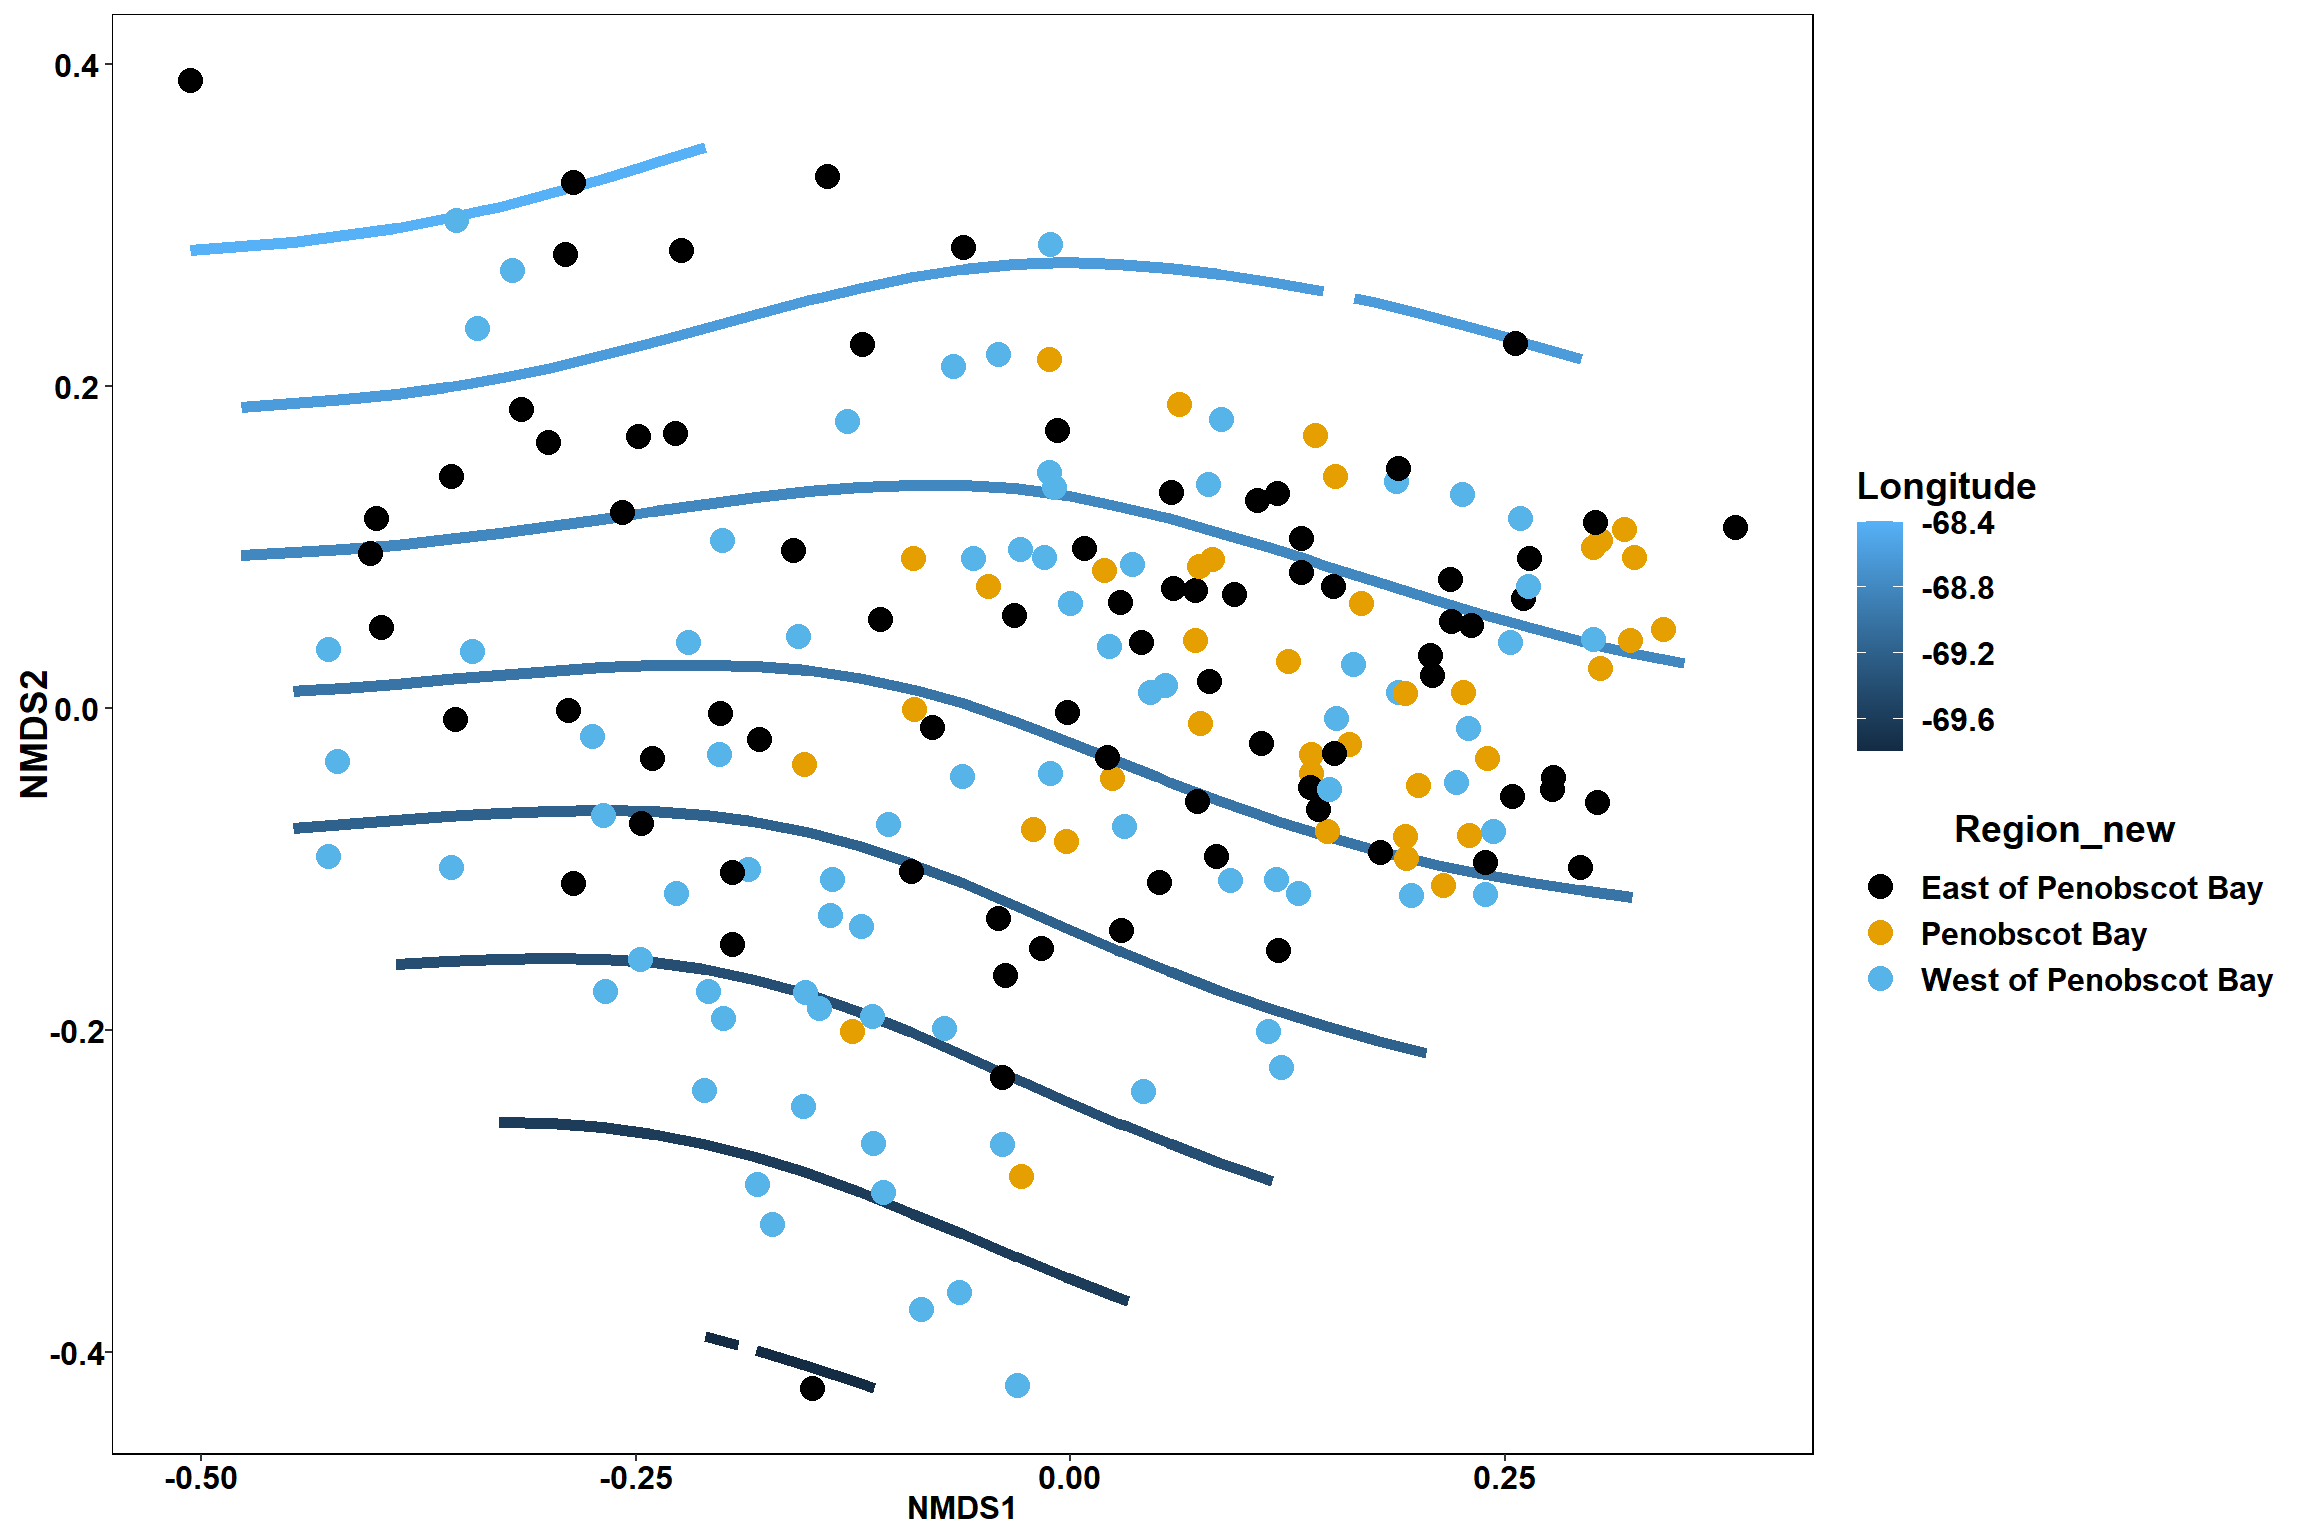 0.4
0.2
0.0
-0.2
-0.4
NMDS2
-0.50
-0.25
0.00
0.25
NMDS1
Longitude
-68.4
-68.8
-69.2
-69.6
Region_new
East of Penobscot Bay
Penobscot Bay
West of Penobscot Bay